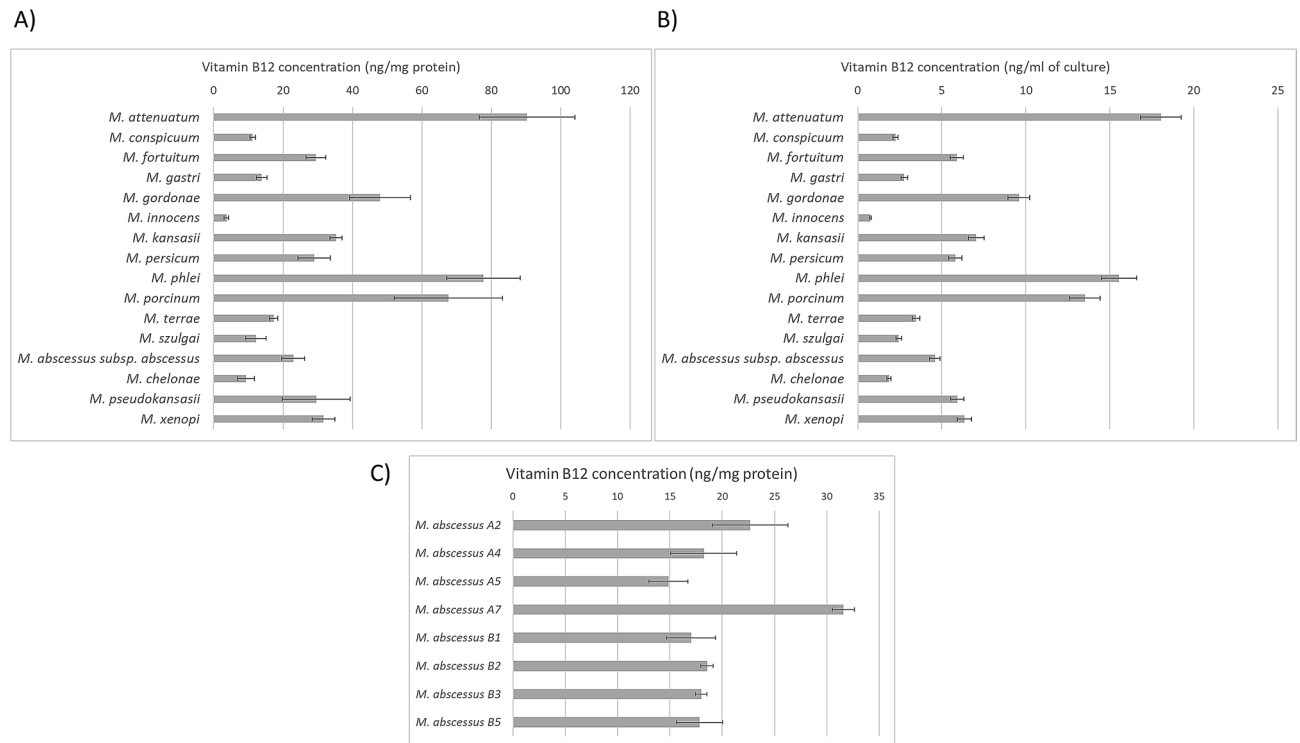 A)
Vitamin B12 concentration (ng/mg protein)
0 20 40 60 80 100 120
M. attenuatum
M. conspicuum
M. fortuitum
M. gastri
M. gordonae
M. innocens
M. kansasii
M. persicum
M. phlei
M. porcinum
M. terrae
M. szulgai
M. abscessus subsp. abscessus
M. chelonae
M. pseudokansasii
M. xenopi
B)
Vitamin B12 concentration (ng/ml of culture)
0 5 10 15 20 25
M. attenuatum
M. conspicuum
M. fortuitum
M. gastri
M. gordonae
M. innocens
M. kansasii
M. persicum
M. phlei
M. porcinum
M. terrae
M. szulgai
M. abscessus subsp. abscessus
M. chelonae
M. pseudokansasii
M. xenopi
C)
Vitamin B12 concentration (ng/mg protein)
0 5 10 15 20 25 30 35
M. abscessus A2
M. abscessus A4
M. abscessus A5
M. abscessus A7
M. abscessus B1
M. abscessus B2
M. abscessus B3
M. abscessus B5